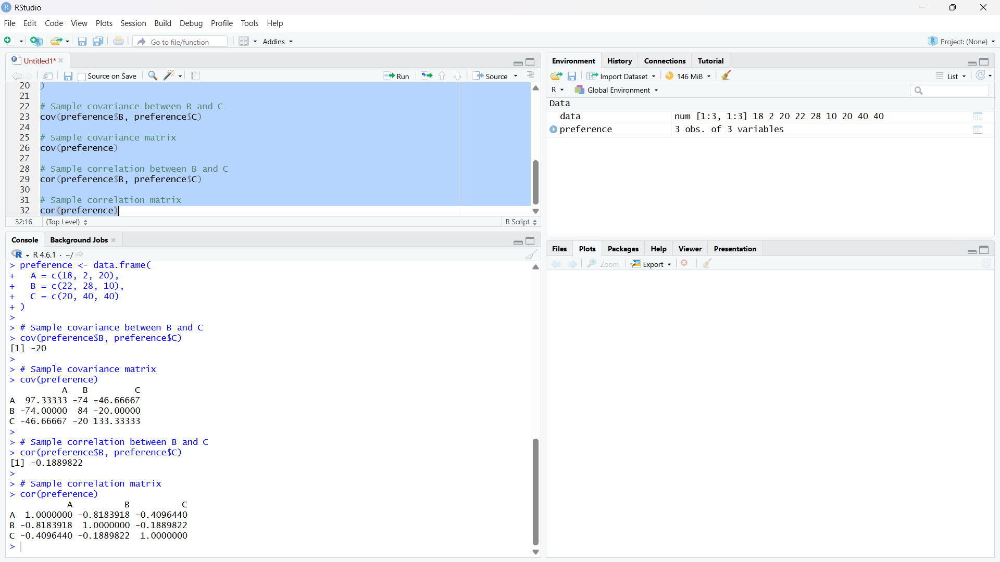 RStudio
File Edit Code View Plots Session Build Debug Profile Tools Help
Go to file/function Addins Project: (None)
Untitled1*
Source on Save Run Source
20 )
21
22 # Sample covariance between B and C
23 cov(preference$B, preference$C)
24
25 # Sample covariance matrix
26 cov(preference)
27
28 # Sample correlation between B and C
29 cor(preference$B, preference$C)
30
31 # Sample correlation matrix
32 cor(preference)
32:16 (Top Level) R Script
Console Background Jobs
R 4.6.1 · ~/
> preference <- data.frame(
+   A = c(18, 2, 20),
+   B = c(22, 28, 10),
+   C = c(20, 40, 40)
+ )
>
> # Sample covariance between B and C
> cov(preference$B, preference$C)
[1] -20
>
> # Sample covariance matrix
> cov(preference)
          A   B         C
A  97.33333 -74 -46.66667
B -74.00000  84 -20.00000
C -46.66667 -20 133.33333
>
> # Sample correlation between B and C
> cor(preference$B, preference$C)
[1] -0.1889822
>
> # Sample correlation matrix
> cor(preference)
           A          B          C
A  1.0000000 -0.8183918 -0.4096440
B -0.8183918  1.0000000 -0.1889822
C -0.4096440 -0.1889822  1.0000000
>
Environment History Connections Tutorial
Import Dataset 146 MiB List
R Global Environment
Data
data num [1:3, 1:3] 18 2 20 22 28 10 20 40 40
preference 3 obs. of 3 variables
Files Plots Packages Help Viewer Presentation
Zoom Export